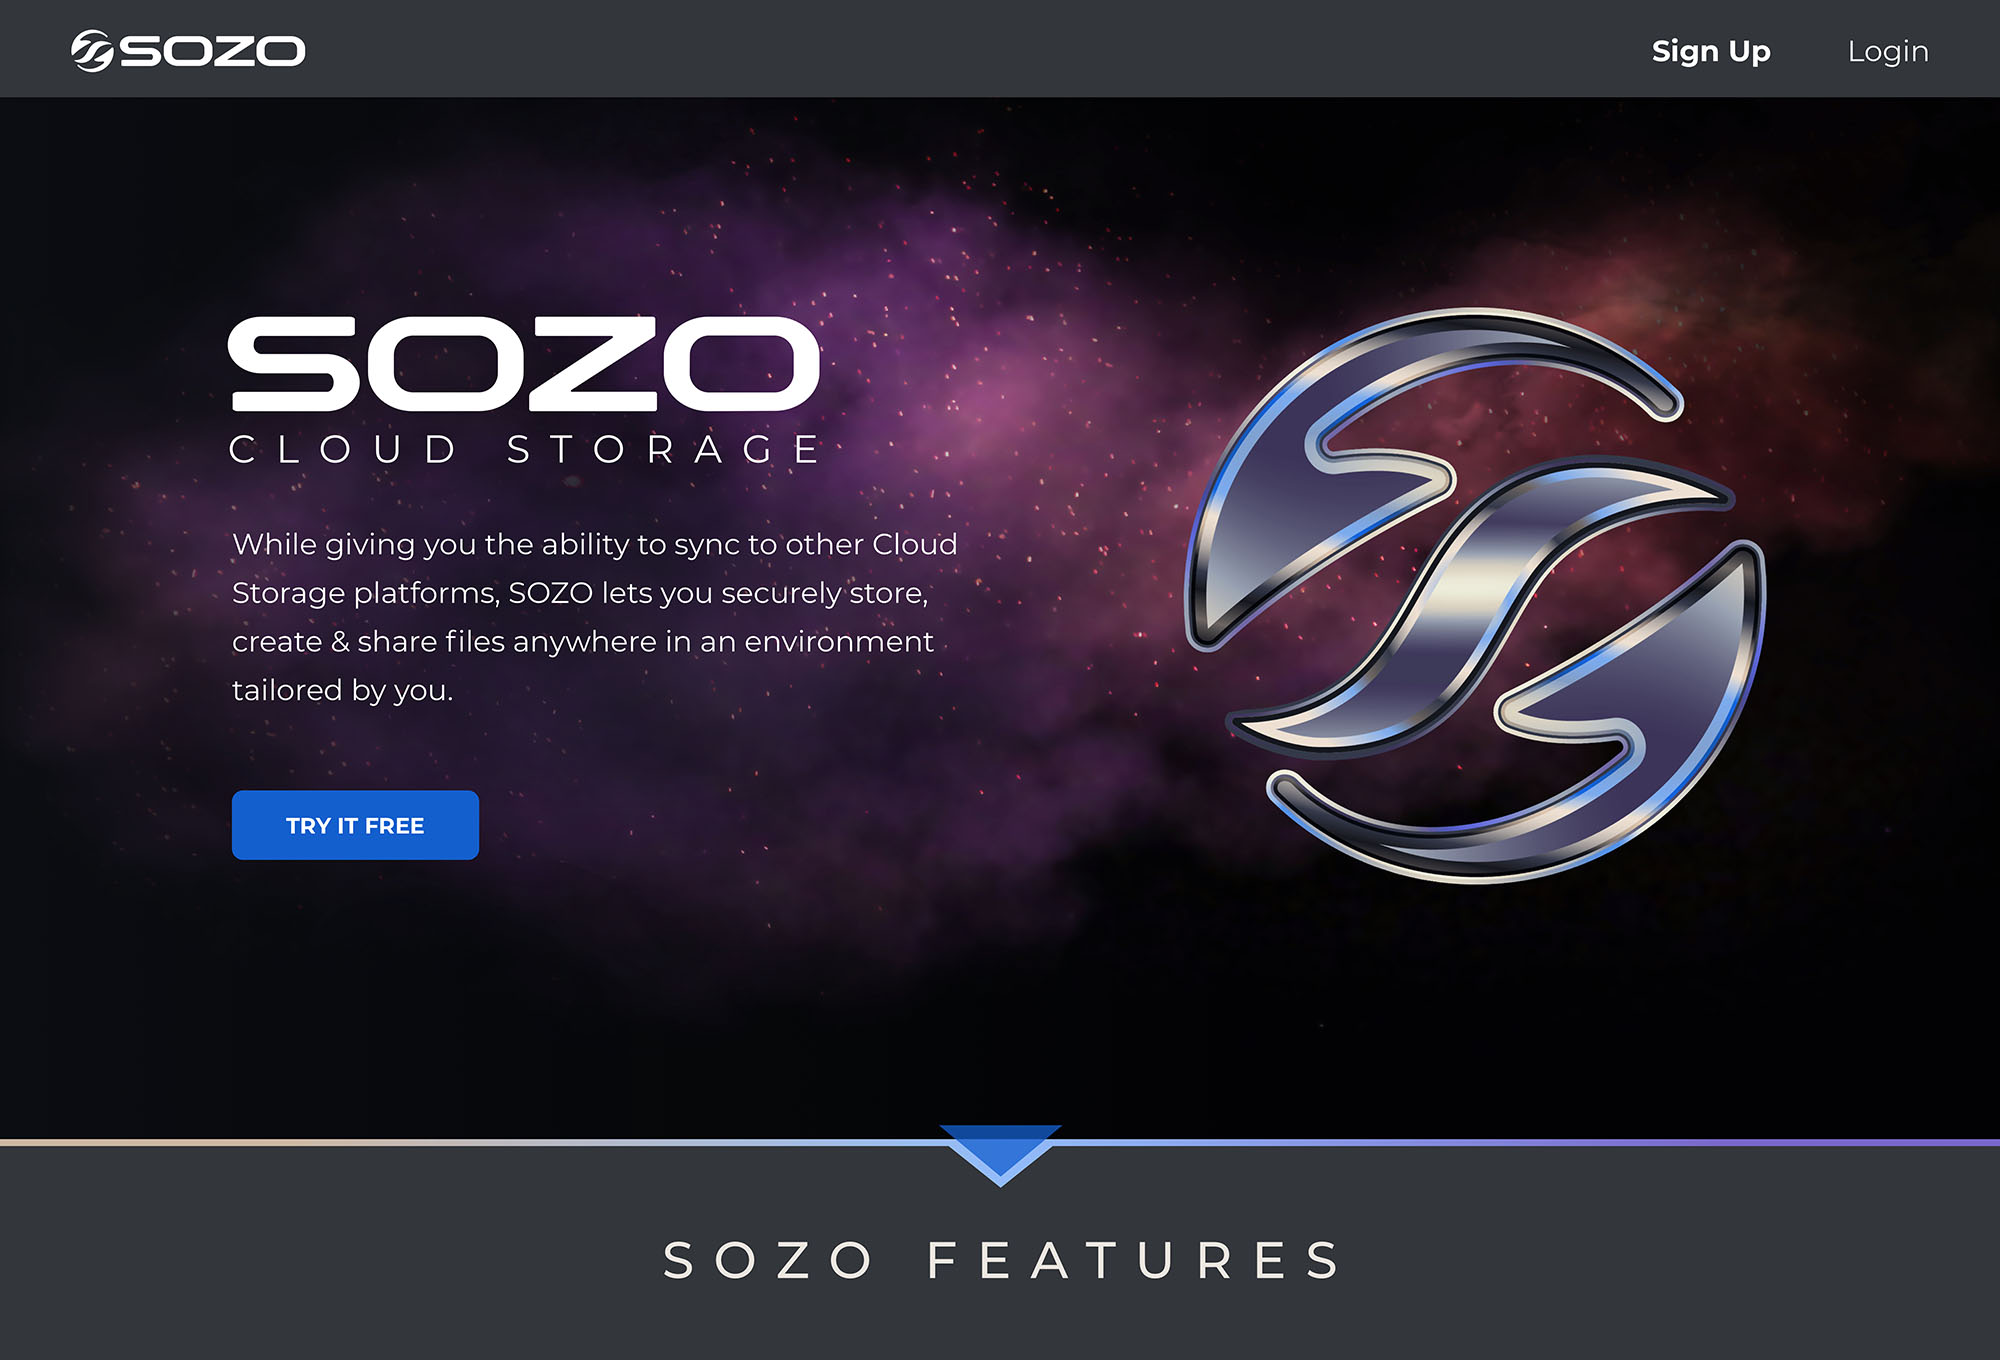 SOZO
Sign Up
Login
SOZO
CLOUD STORAGE
While giving you the ability to sync to other Cloud
Storage platforms, SOZO lets you securely store,
create & share files anywhere in an environment
tailored by you.
TRY IT FREE
SOZO FEATURES